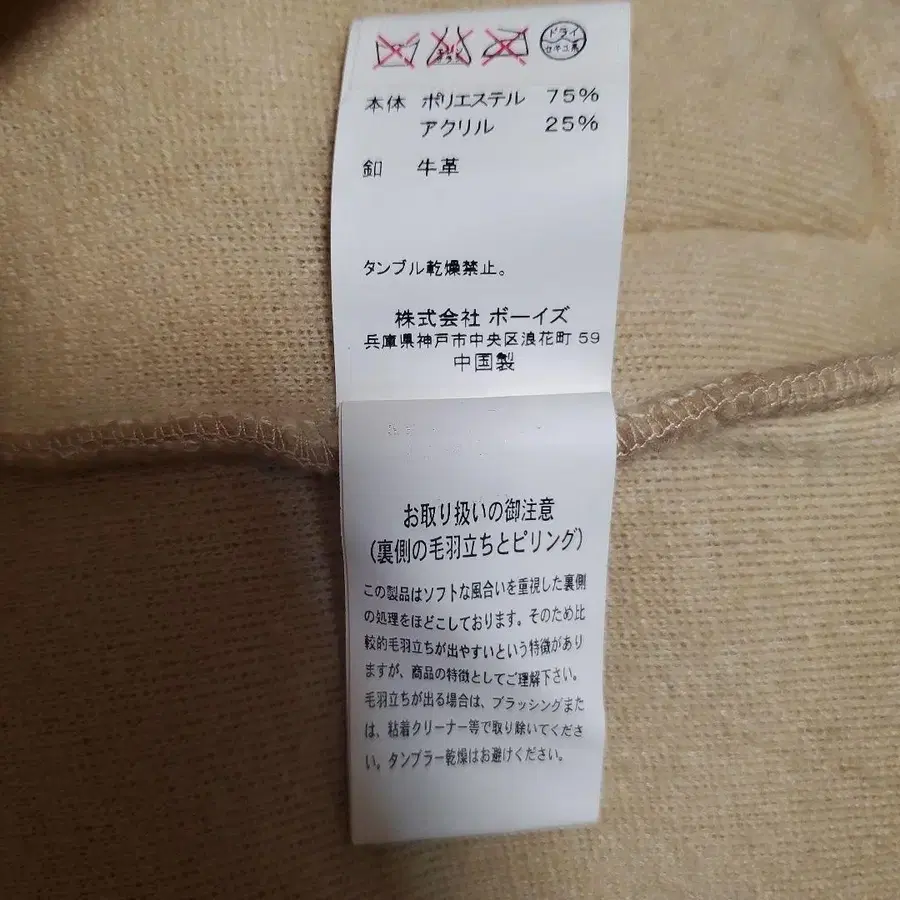 ドライ
セキユ系
本体 ポリエステル 75%
アクリル 25%
釦 牛革
タンブル乾燥禁止。
株式会社 ボーイズ
兵庫県神戸市中央区浪花町 59
中国製
お取り扱いの御注意
(裏側の毛羽立ちとピリング)
この製品はソフトな風合いを重視した裏側
の処理をほどこしております。そのため比
較的毛羽立ちが出やすいという特徴があり
ますが、商品の特徴としてご理解下さい。
毛羽立ちが出る場合は、ブラッシングまた
は、粘着クリーナー等で取り除いてくださ
い。タンブラー乾燥はお避けください。